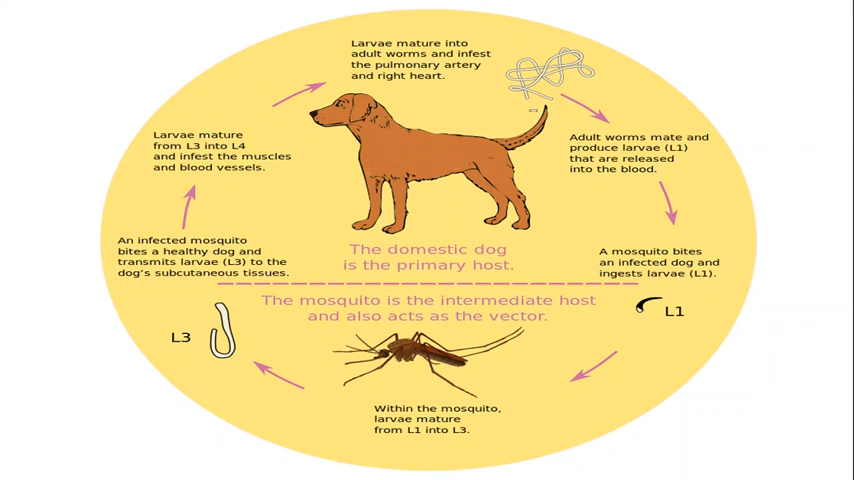 Larvae mature into
adult worms and infest
the pulmonary artery
and right heart.
Adult worms mate and
produce larvae (L1)
that are released
into the blood.
Larvae mature
from L3 into L4
and infest the muscles
and blood vessels.
An infected mosquito
bites a healthy dog and
transmits larvae (L3) to the
dog's subcutaneous tissues.
The domestic dog
is the primary host.
A mosquito bites
an infected dog and
ingests larvae (L1).
The mosquito is the intermediate host
and also acts as the vector.
L1
L3
Within the mosquito,
larvae mature
from L1 into L3.